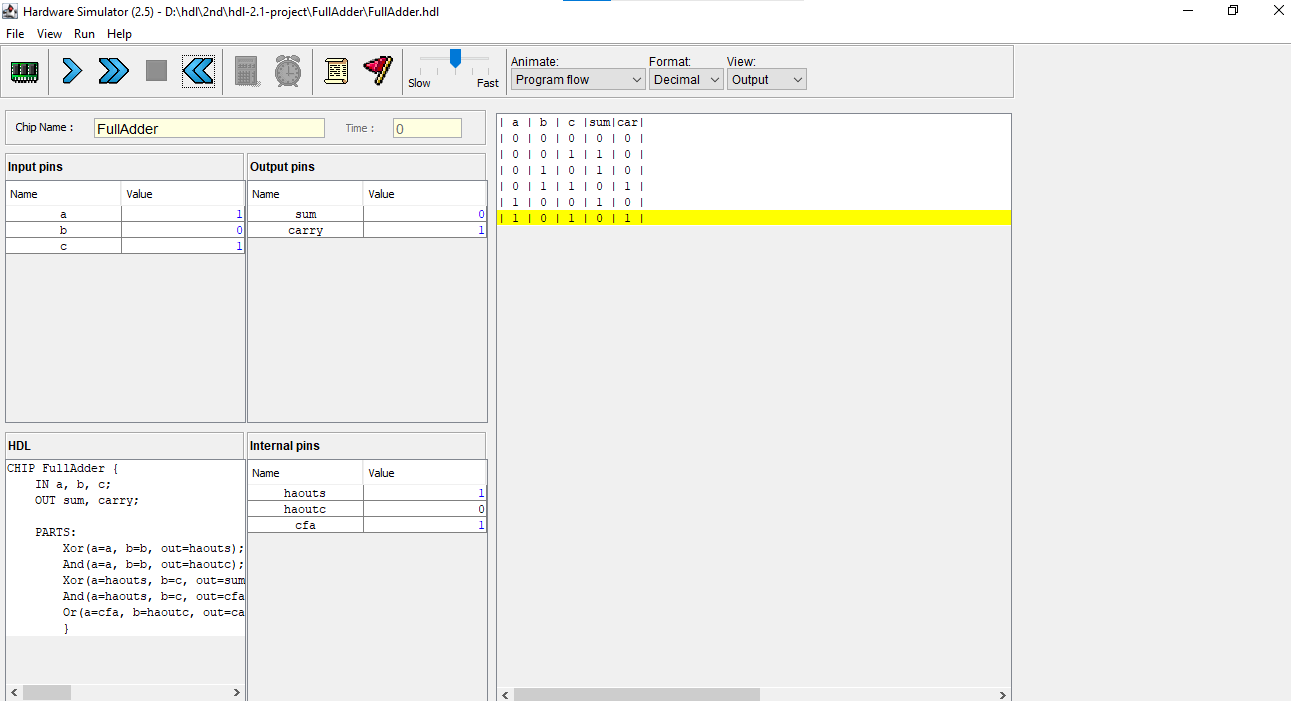 Hardware Simulator (2.5) - D:\hdl\2nd\hdl-2.1-project\FullAdder\FullAdder.hdl
File View Run Help
Slow Fast
Animate: Format: View:
Program flow Decimal Output
Chip Name : FullAdder Time : 0
Input pins
Name Value
a 1
b 0
c 1
Output pins
Name Value
sum 0
carry 1
HDL
CHIP FullAdder {
IN a, b, c;
OUT sum, carry;
PARTS:
Xor(a=a, b=b, out=haouts);
And(a=a, b=b, out=haoutc);
Xor(a=haouts, b=c, out=sum
And(a=haouts, b=c, out=cfa
Or(a=cfa, b=haoutc, out=ca
}
Internal pins
Name Value
haouts 1
haoutc 0
cfa 1
| a | b | c |sum|car|
| 0 | 0 | 0 | 0 | 0 |
| 0 | 0 | 1 | 1 | 0 |
| 0 | 1 | 0 | 1 | 0 |
| 0 | 1 | 1 | 0 | 1 |
| 1 | 0 | 0 | 1 | 0 |
| 1 | 0 | 1 | 0 | 1 |